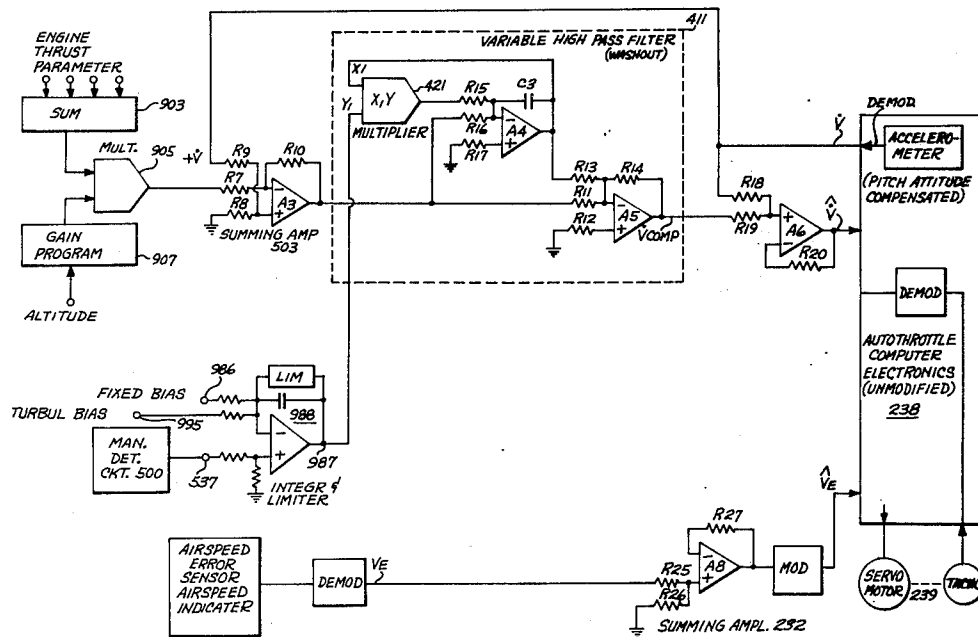 ENGINE
THRUST
PARAMETER
SUM
903
MULT.
905
GAIN
PROGRAM
907
ALTITUDE
+V̇
R9
R10
R7
R8
A3
-
+
SUMMING AMP
503
411
VARIABLE HIGH PASS FILTER
(WASHOUT)
X1
Y1
X,Y
421
MULTIPLIER
R15
C3
R16
R17
A4
-
+
R13
R14
R11
R12
A5
-
+
V̇COMP
V̇
DEMOD
ACCELERO-
METER
(PITCH ATTITUDE
COMPENSATED)
R18
R19
A6
+
-
R20
V̇̂
DEMOD
AUTOTHROTTLE
COMPUTER
ELECTRONICS
(UNMODIFIED)
238
986
FIXED BIAS
TURBUL BIAS
995
LIM
988
-
+
987
MAN.
DET.
CKT. 500
537
INTEGR &
LIMITER
AIRSPEED
ERROR
SENSOR
AIRSPEED
INDICATER
DEMOD
VE
R25
R26
R27
A8
-
+
MOD
V̂E
SUMMING AMPL. 232
SERVO
MOTOR
239
TACHO